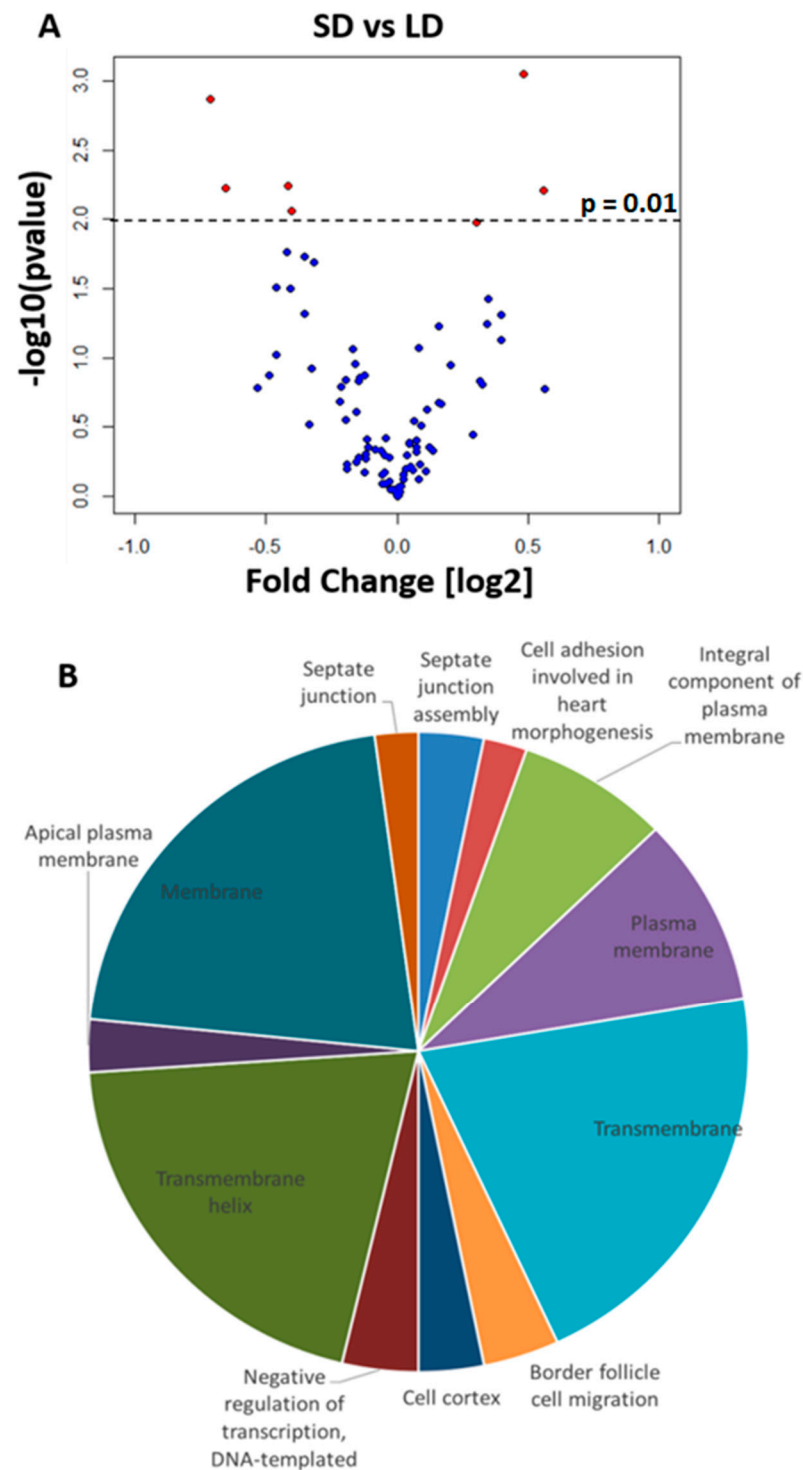 A
SD vs LD
3.0
2.5
2.0
1.5
1.0
0.5
0.0
-log10(pvalue)
p = 0.01
-1.0
-0.5
0.0
0.5
1.0
Fold Change [log2]
B
Septate
junction
Septate
junction
assembly
Cell adhesion
involved in
heart
morphogenesis
Integral
component of
plasma
membrane
Apical plasma
membrane
Membrane
Plasma
membrane
Transmembrane
Transmembrane
helix
Negative
regulation of
transcription,
DNA-templated
Cell cortex
Border follicle
cell migration